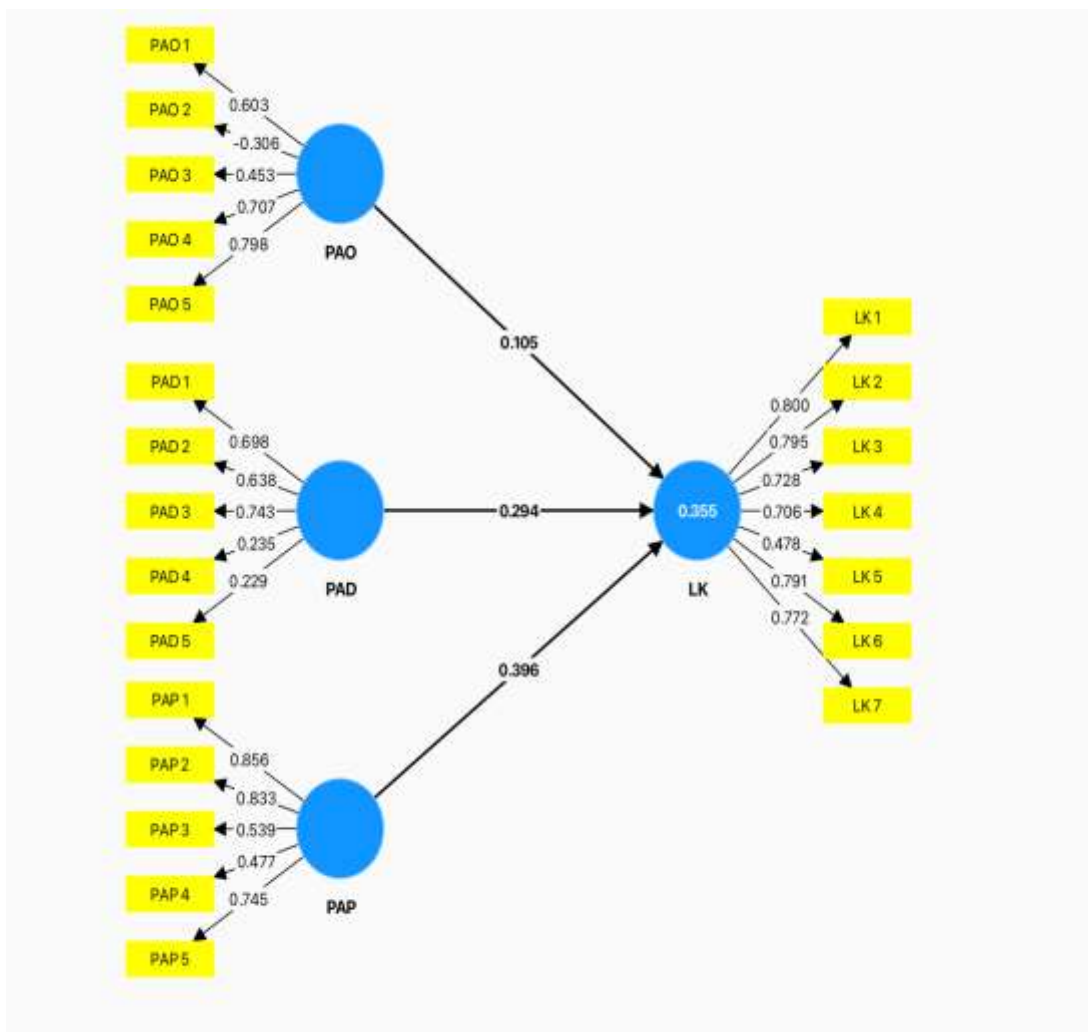 PAO 1
0.603
PAO 2
-0.306
PAO 3
0.453
0.707
PAO 4
0.798
PAO 5
PAO
0.105
PAD 1
0.698
PAD 2
0.638
PAD 3
0.743
0.235
PAD 4
0.229
PAD 5
PAD
0.294
PAP 1
0.856
PAP 2
0.833
PAP 3
0.539
0.477
PAP 4
0.745
PAP 5
PAP
0.396
0.355
LK
LK 1
0.800
LK 2
0.795
LK 3
0.728
0.706
LK 4
0.478
LK 5
0.791
0.772
LK 6
LK 7